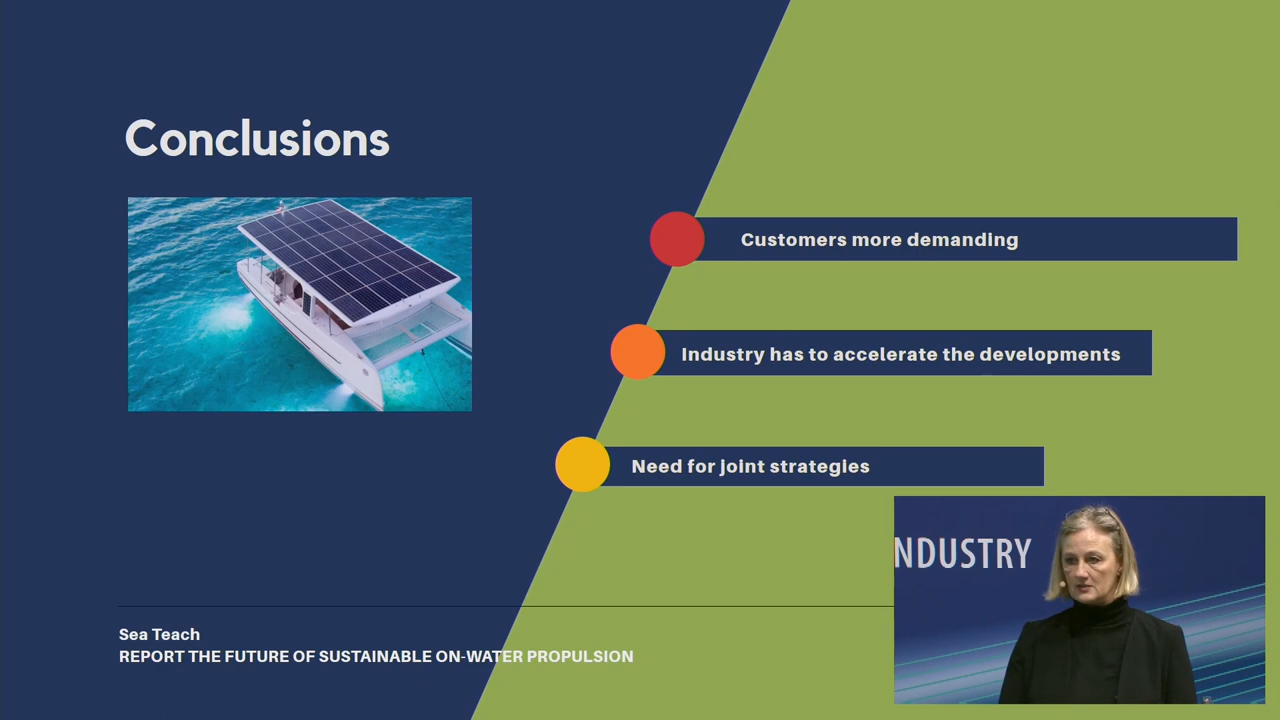 Conclusions
Customers more demanding
Industry has to accelerate the developments
Need for joint strategies
NDUSTRY
Sea Teach
REPORT THE FUTURE OF SUSTAINABLE ON-WATER PROPULSION